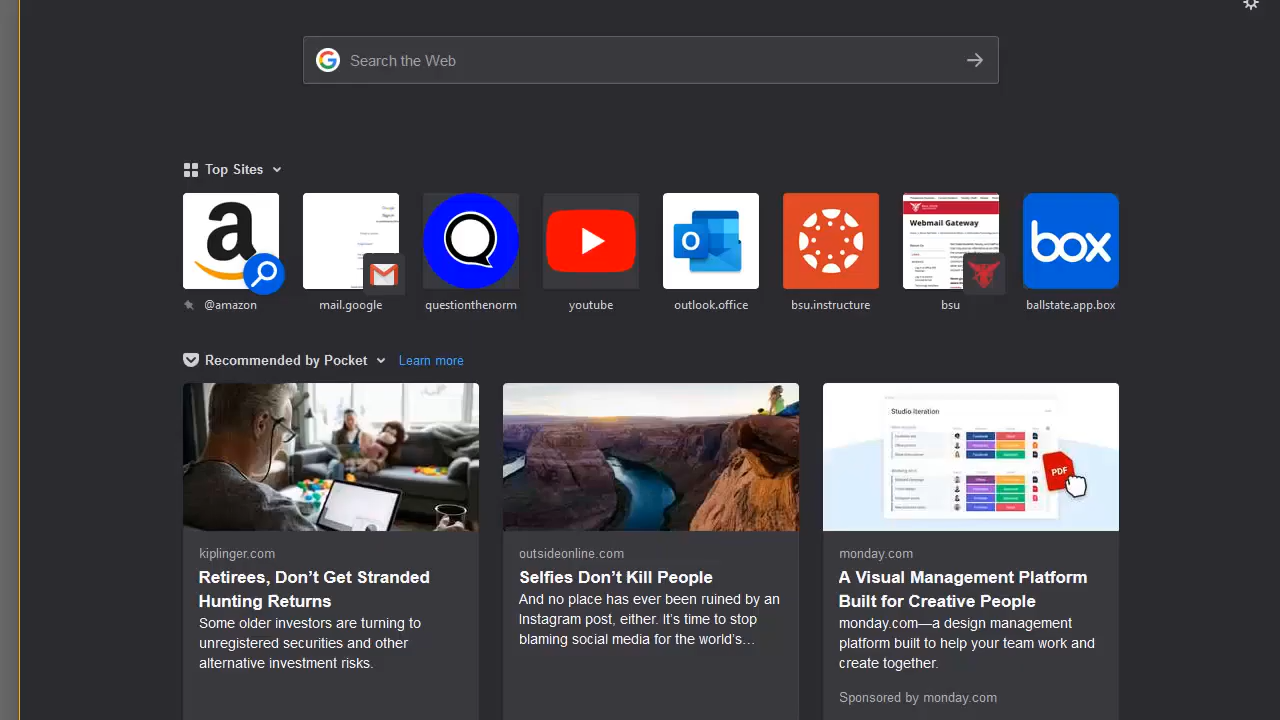 Search the Web
Top Sites
@amazon
mail.google
questionthenorm
youtube
outlook.office
bsu.instructure
Webmail Gateway
bsu
box
ballstate.app.box
Recommended by Pocket
Learn more
Studio iteration
PDF
kiplinger.com
Retirees, Don’t Get Stranded
Hunting Returns
Some older investors are turning to
unregistered securities and other
alternative investment risks.
outsideonline.com
Selfies Don’t Kill People
And no place has ever been ruined by an
Instagram post, either. It’s time to stop
blaming social media for the world’s…
monday.com
A Visual Management Platform
Built for Creative People
monday.com—a design management
platform built to help your team work and
create together.
Sponsored by monday.com